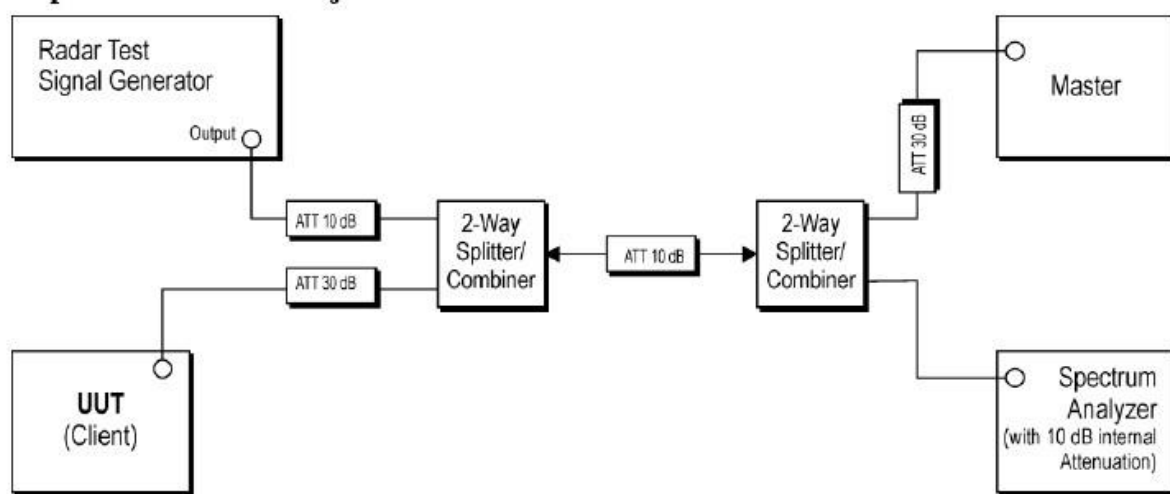 Radar Test
Signal Generator
Output
Master
ATT 30 dB
ATT 10 dB
2-Way
Splitter/
Combiner
ATT 10 dB
2-Way
Splitter/
Combiner
ATT 30 dB
UUT
(Client)
Spectrum
Analyzer
(with 10 dB internal
Attenuation)